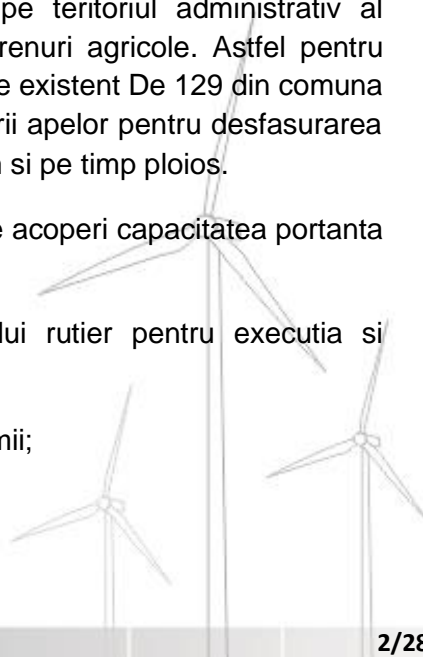 pe teritoriul administrativ al
renuri agricole. Astfel pentru
e existent De 129 din comuna
rii apelor pentru desfasurarea
si pe timp ploios.
e acoperi capacitatea portanta
lui rutier pentru executia si
mii;
2/28